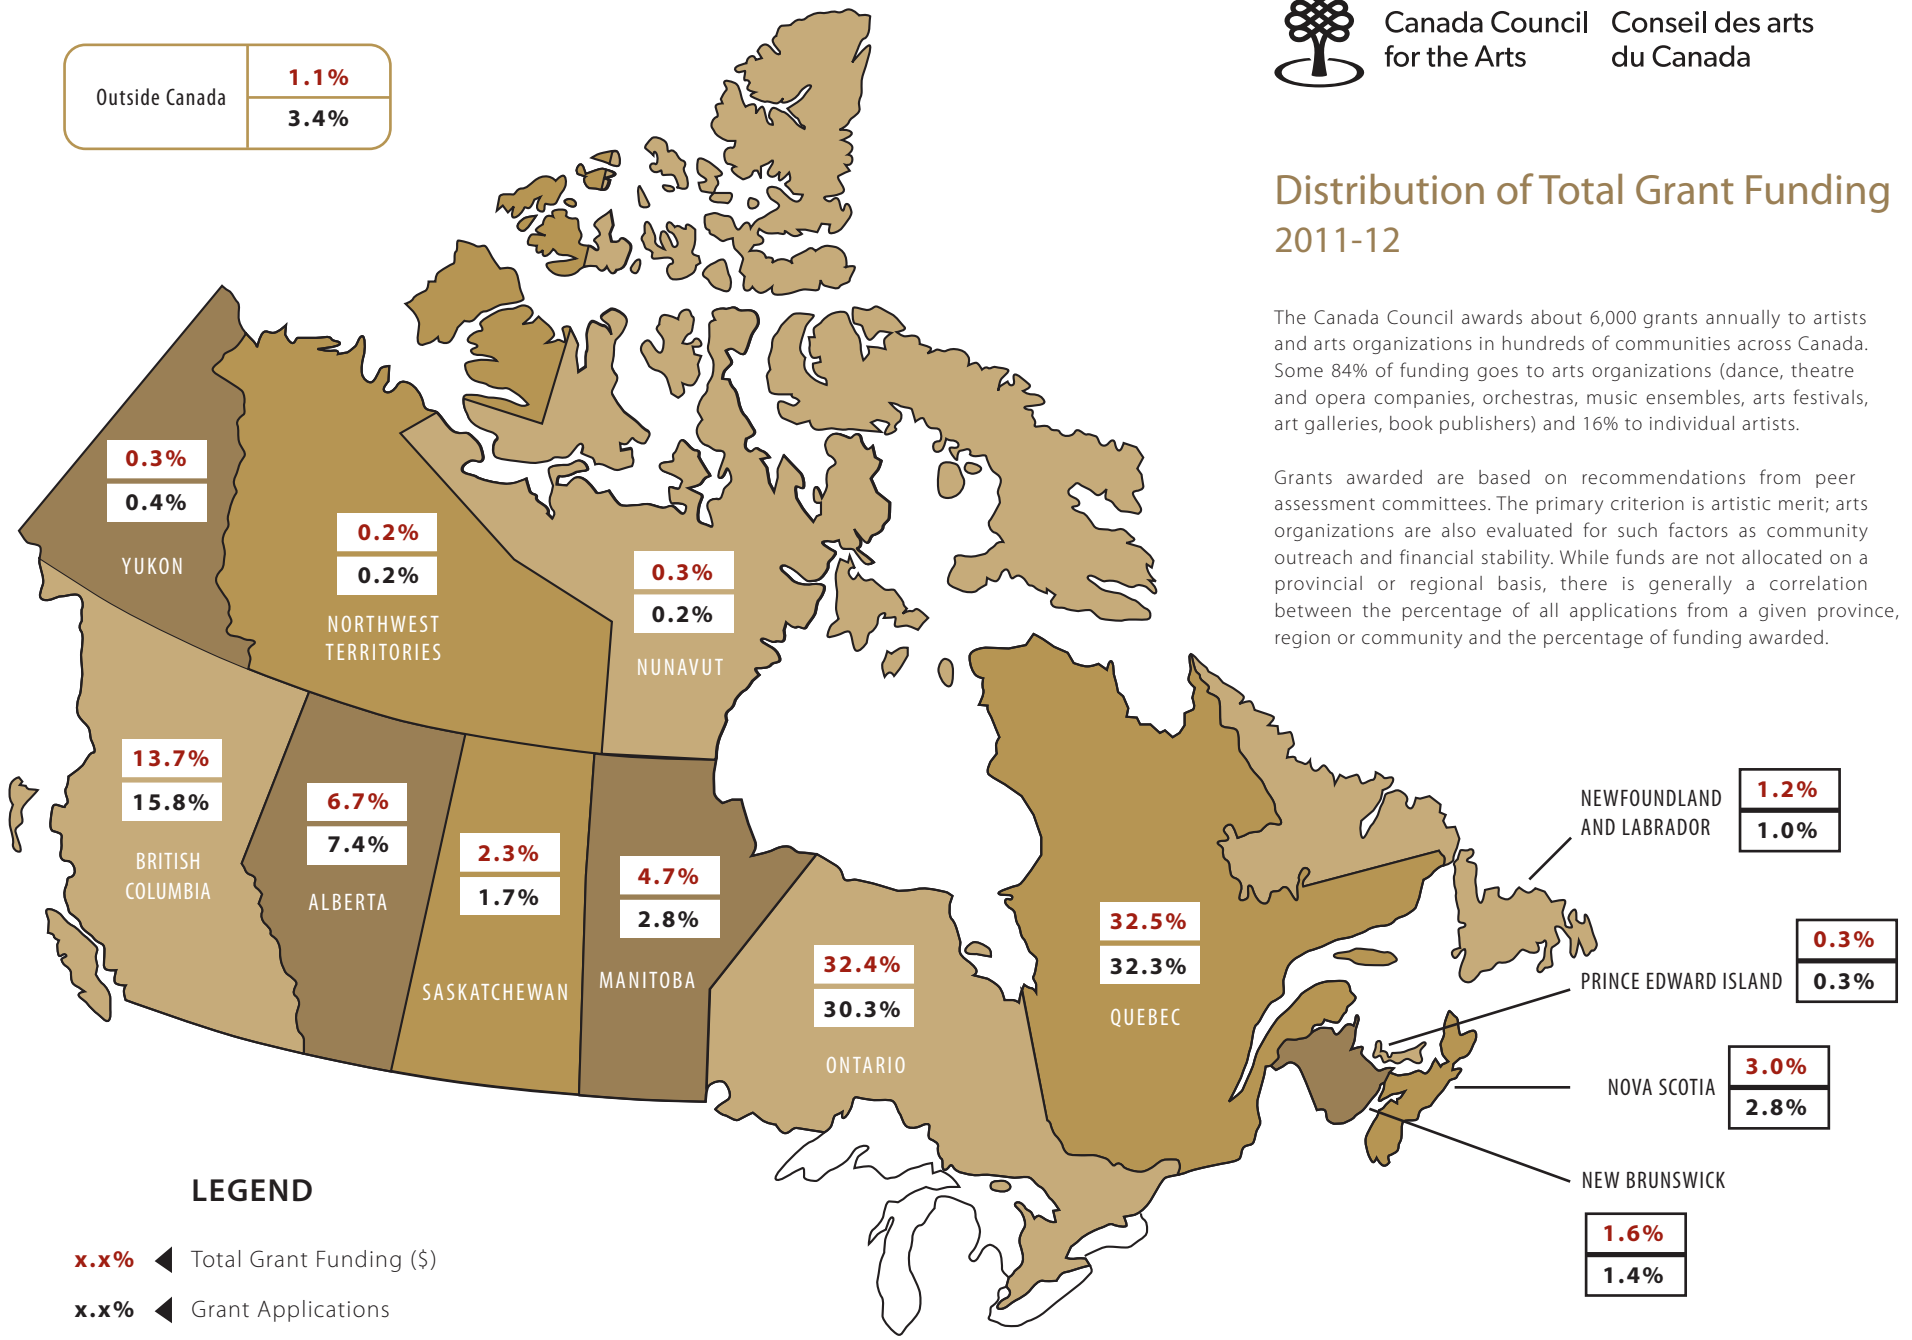 Canada Council
for the Arts
Conseil des arts
du Canada
Outside Canada
1.1%
3.4%
Distribution of Total Grant Funding
2011-12
The Canada Council awards about 6,000 grants annually to artists
and arts organizations in hundreds of communities across Canada.
Some 84% of funding goes to arts organizations (dance, theatre
and opera companies, orchestras, music ensembles, arts festivals,
art galleries, book publishers) and 16% to individual artists.
Grants awarded are based on recommendations from peer
assessment committees. The primary criterion is artistic merit; arts
organizations are also evaluated for such factors as community
outreach and financial stability. While funds are not allocated on a
provincial or regional basis, there is generally a correlation
between the percentage of all applications from a given province,
region or community and the percentage of funding awarded.
0.3%
0.4%
YUKON
0.2%
0.2%
NORTHWEST
TERRITORIES
0.3%
0.2%
NUNAVUT
13.7%
15.8%
BRITISH
COLUMBIA
6.7%
7.4%
ALBERTA
2.3%
1.7%
SASKATCHEWAN
4.7%
2.8%
MANITOBA
32.4%
30.3%
ONTARIO
32.5%
32.3%
QUEBEC
NEWFOUNDLAND
AND LABRADOR
1.2%
1.0%
PRINCE EDWARD ISLAND
0.3%
0.3%
NOVA SCOTIA
3.0%
2.8%
NEW BRUNSWICK
1.6%
1.4%
LEGEND
x.x% Total Grant Funding ($)
x.x% Grant Applications